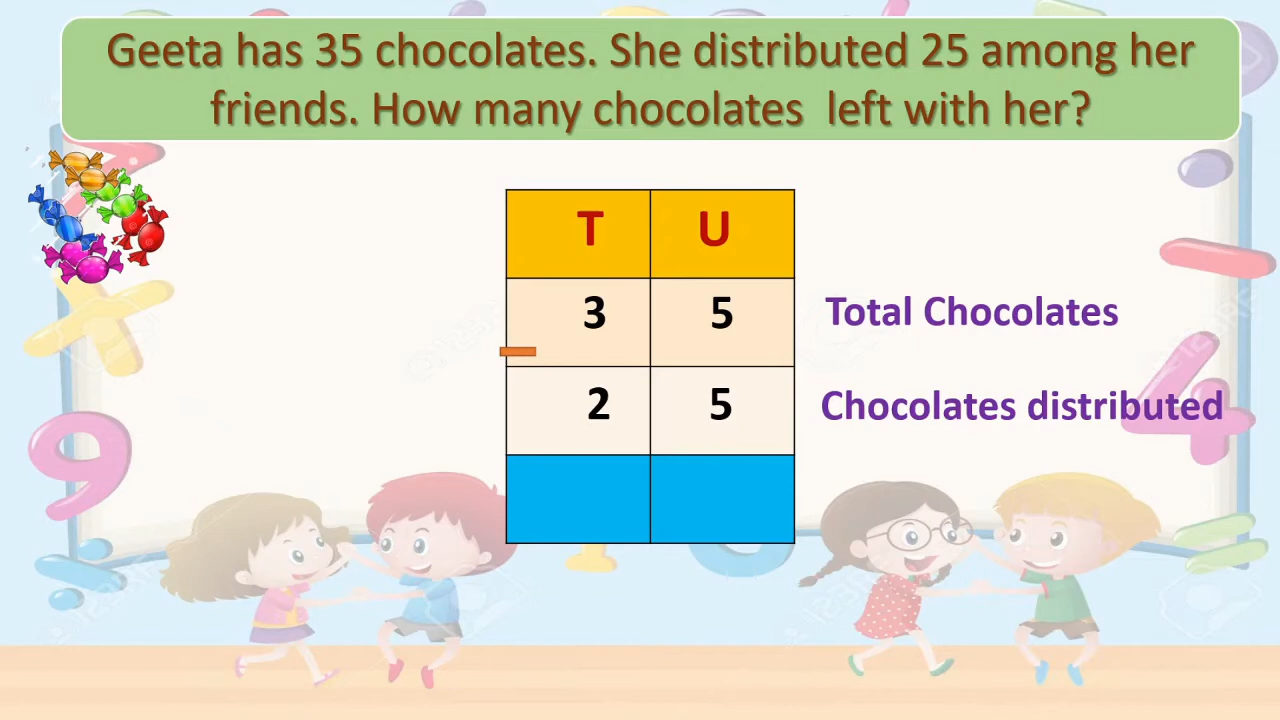 Geeta has 35 chocolates. She distributed 25 among her
friends. How many chocolates left with her?
T U
3 5 Total Chocolates
2 5 Chocolates distributed